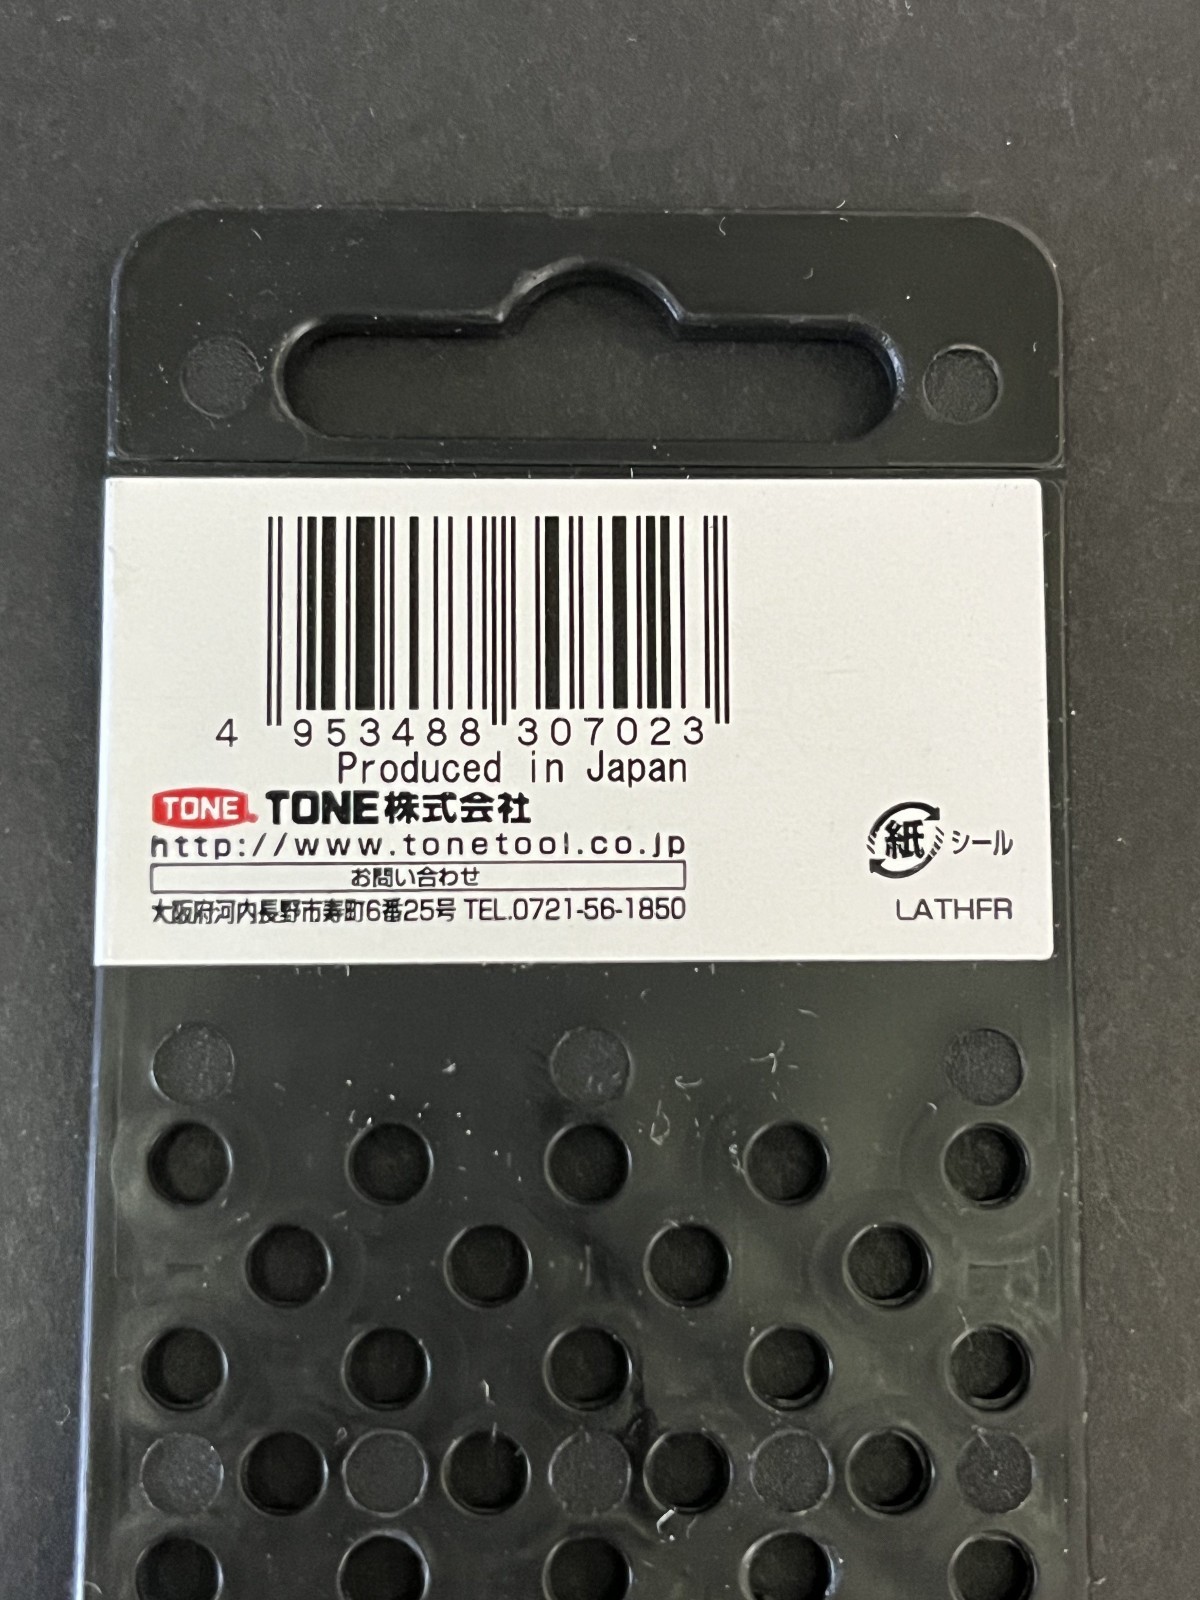 4 953488 307023
Produced in Japan
TONE TONE株式会社
http://www.tonetool.co.jp
お問い合わせ
大阪府河内長野市寿町6番25号 TEL.0721-56-1850
紙 シール
LATHFR